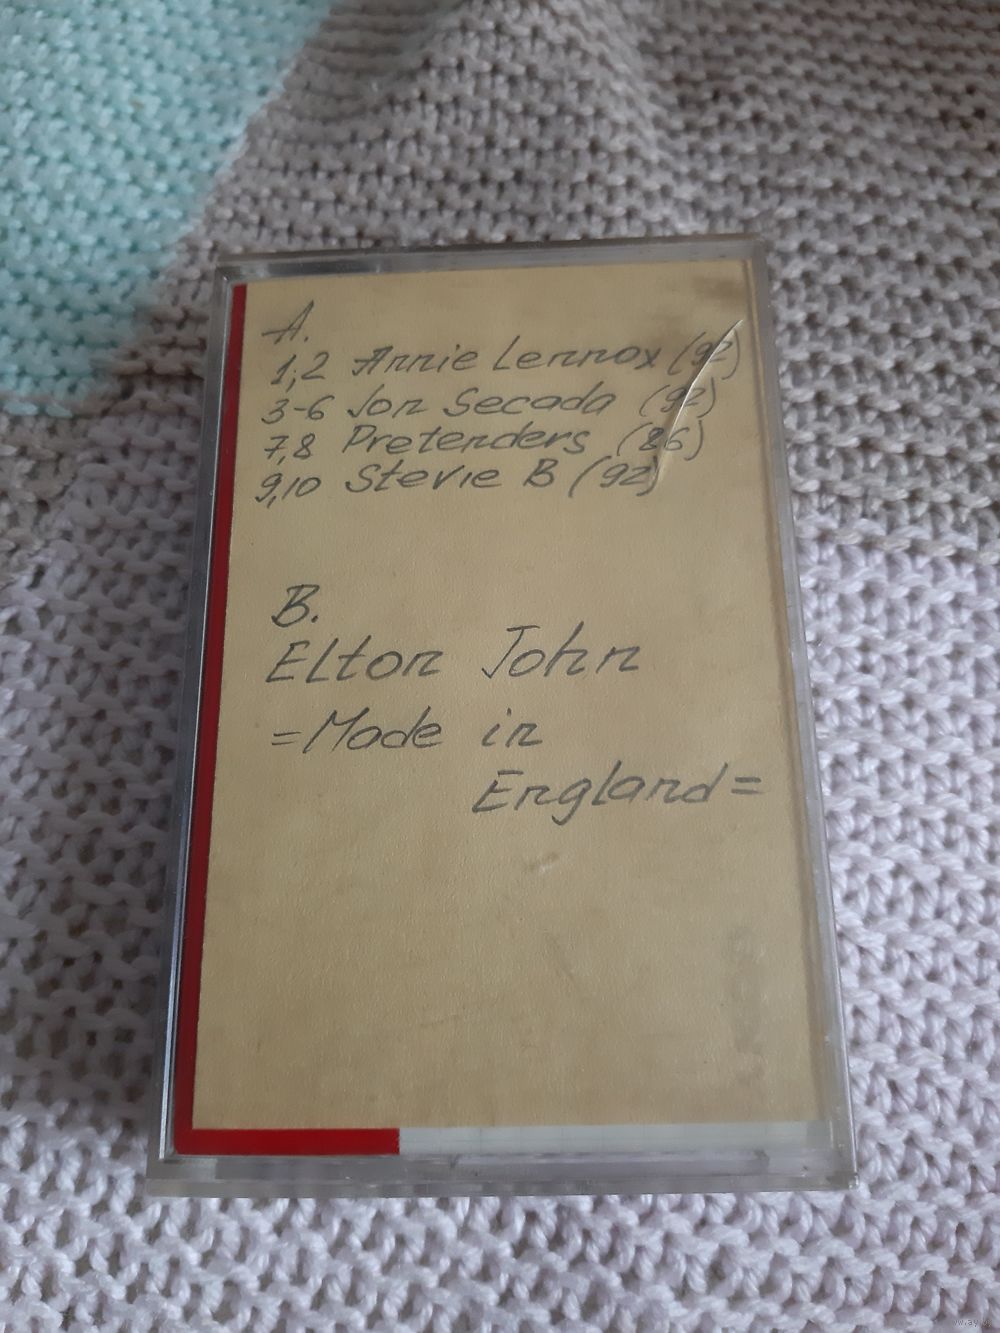 A.
1,2 Annie Lennox (92)
3-6 Jon Secada (92)
7,8 Pretenders (86)
9,10 Stevie B (92)
B.
Elton John
=Made in
England=